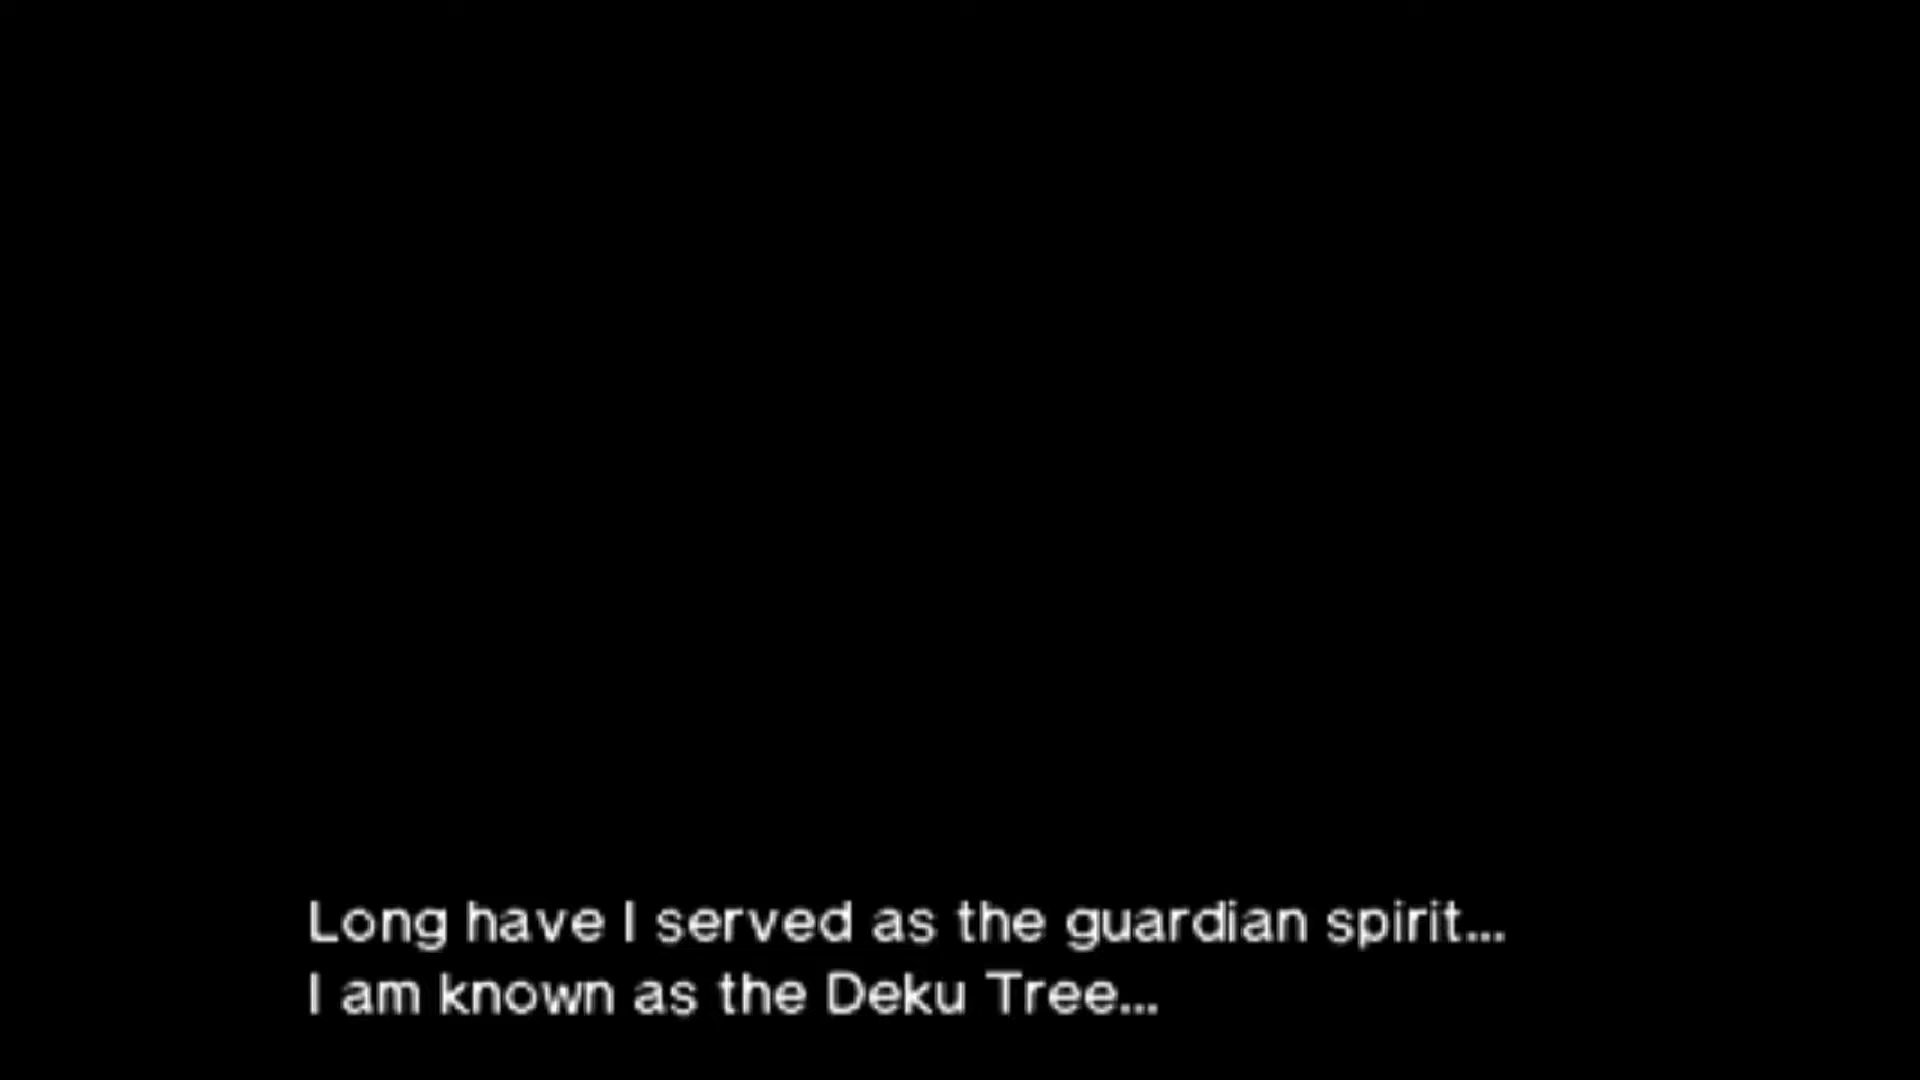 Long have I served as the guardian spirit...
I am known as the Deku Tree...